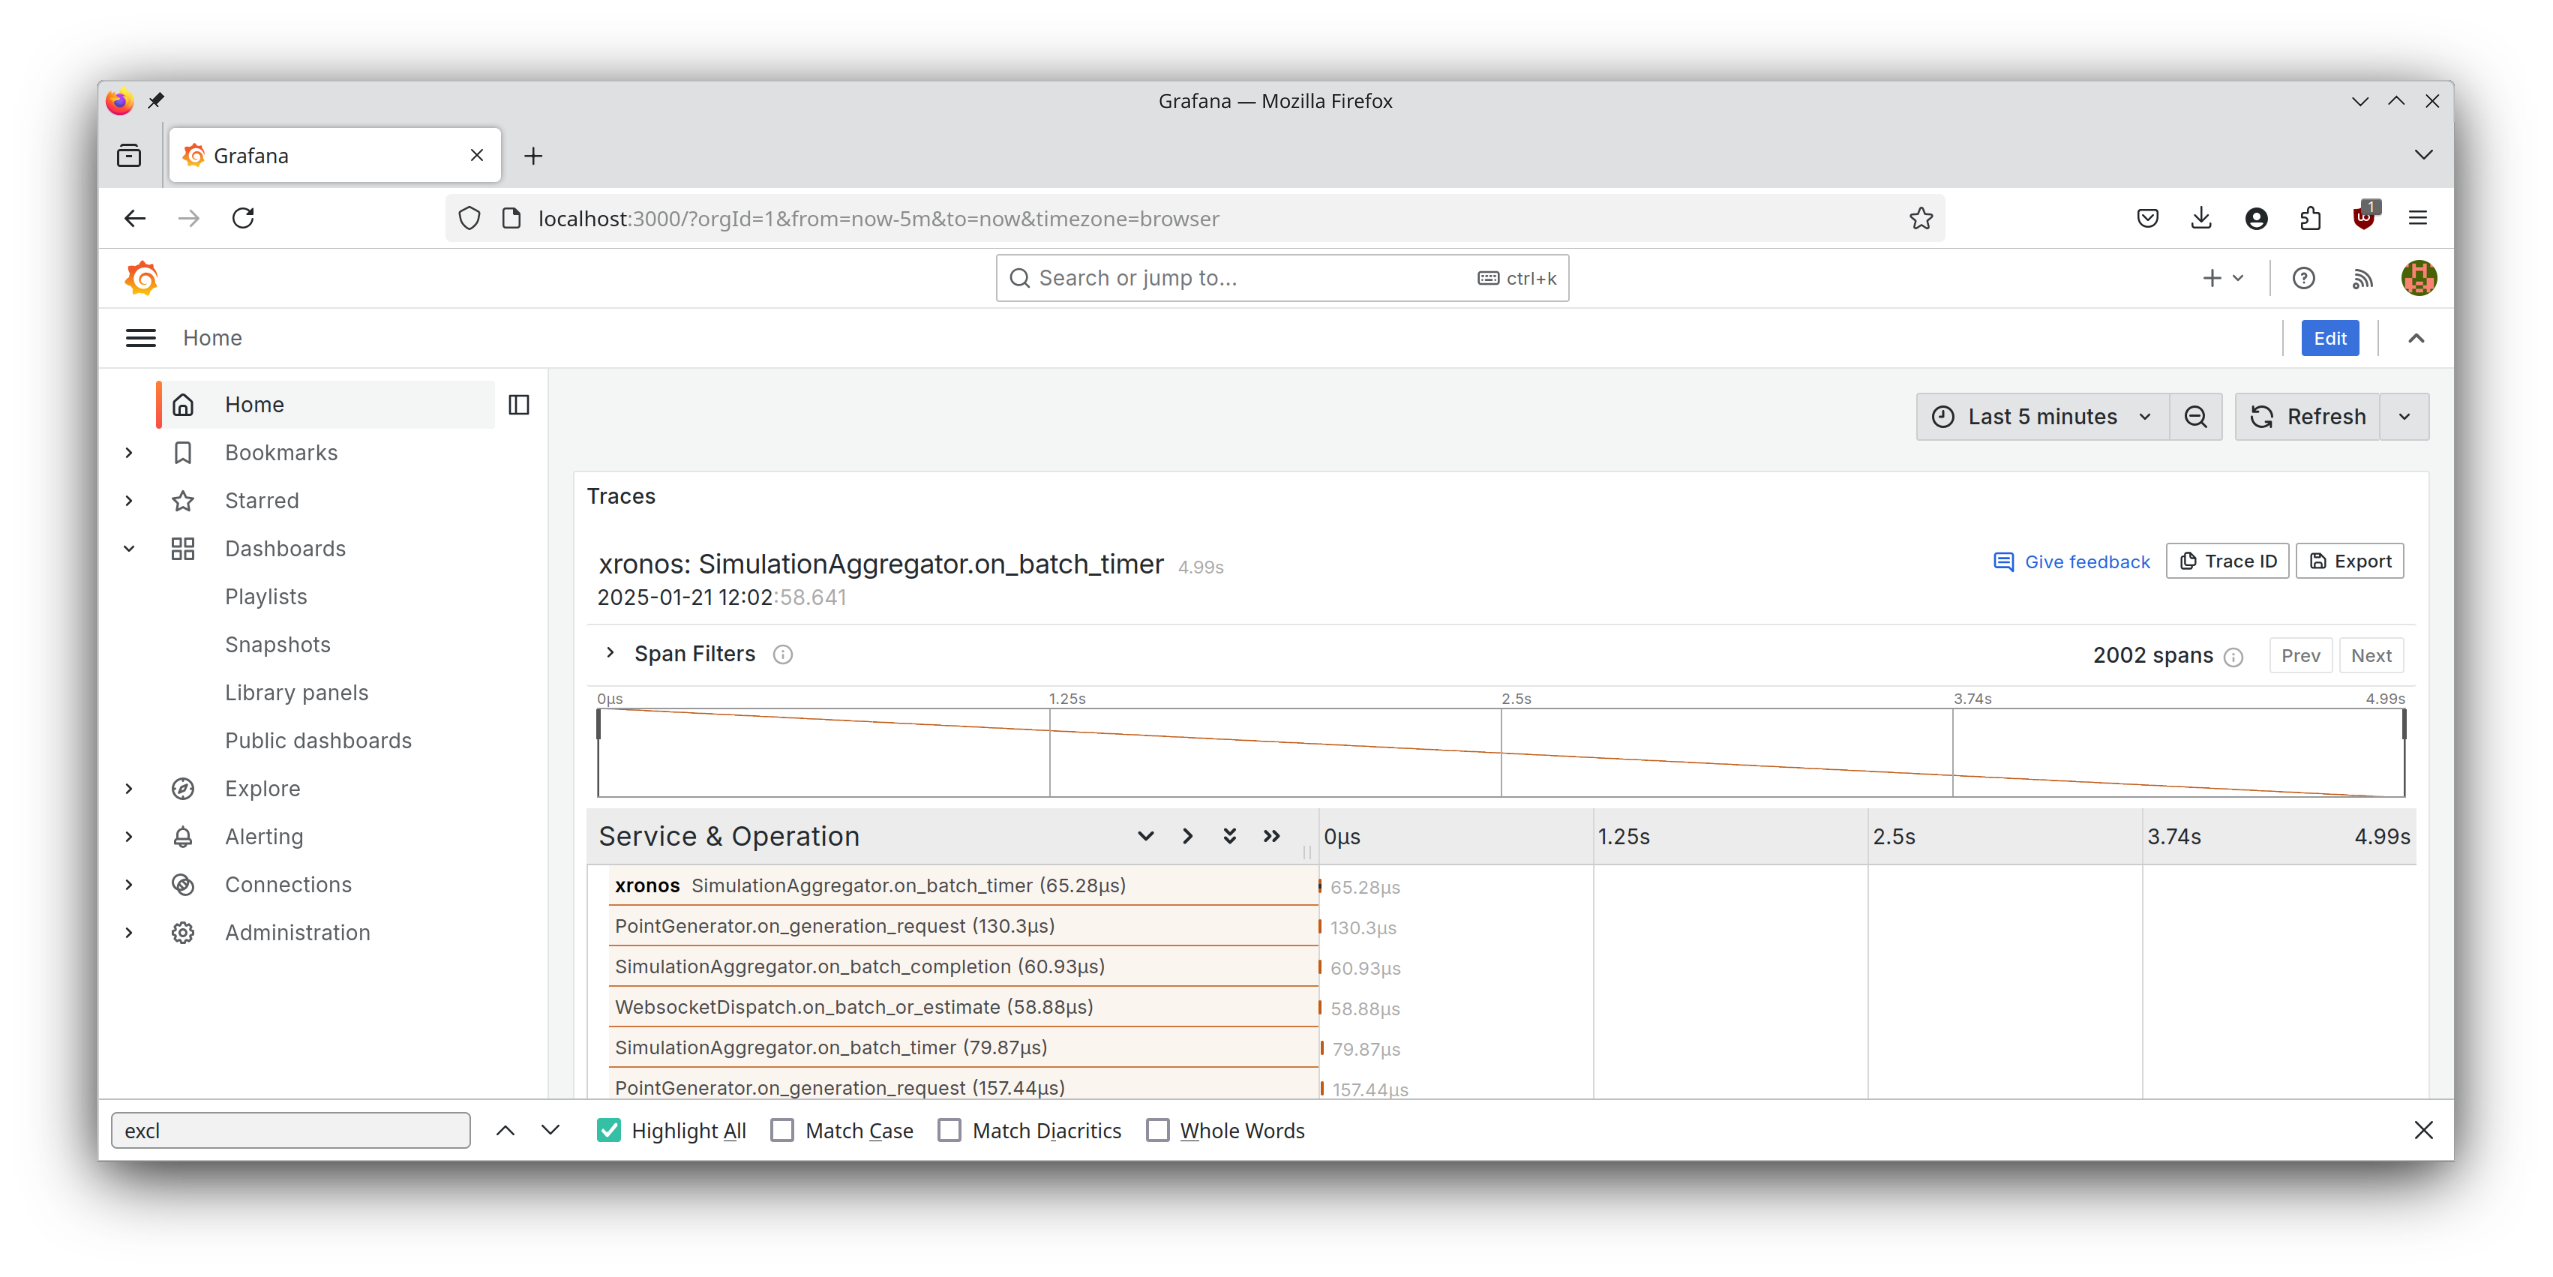 Grafana — Mozilla Firefox
Grafana
localhost:3000/?orgId=1&from=now-5m&to=now&timezone=browser
1
Search or jump to...
ctrl+k
Home
Edit
Home
Bookmarks
Starred
Dashboards
Playlists
Snapshots
Library panels
Public dashboards
Explore
Alerting
Connections
Administration
Last 5 minutes
Refresh
Traces
xronos: SimulationAggregator.on_batch_timer 4.99s
2025-01-21 12:02:58.641
Give feedback
Trace ID
Export
Span Filters
2002 spans
Prev
Next
0μs 1.25s 2.5s 3.74s 4.99s
Service & Operation
0μs 1.25s 2.5s 3.74s 4.99s
xronos SimulationAggregator.on_batch_timer (65.28μs) 65.28μs
PointGenerator.on_generation_request (130.3μs) 130.3μs
SimulationAggregator.on_batch_completion (60.93μs) 60.93μs
WebsocketDispatch.on_batch_or_estimate (58.88μs) 58.88μs
SimulationAggregator.on_batch_timer (79.87μs) 79.87μs
PointGenerator.on_generation_request (157.44μs) 157.44μs
excl
Highlight All
Match Case
Match Diacritics
Whole Words